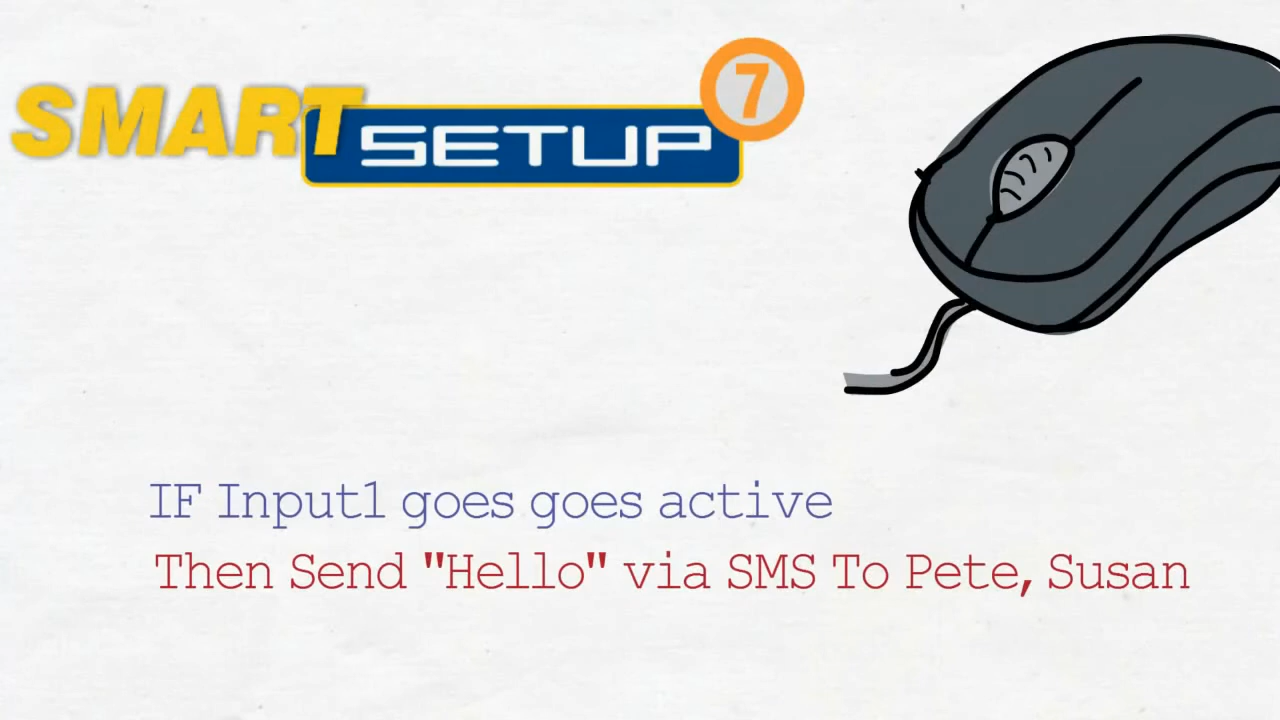 SMART SETUP 7
IF Input1 goes goes active
Then Send "Hello" via SMS To Pete, Susan